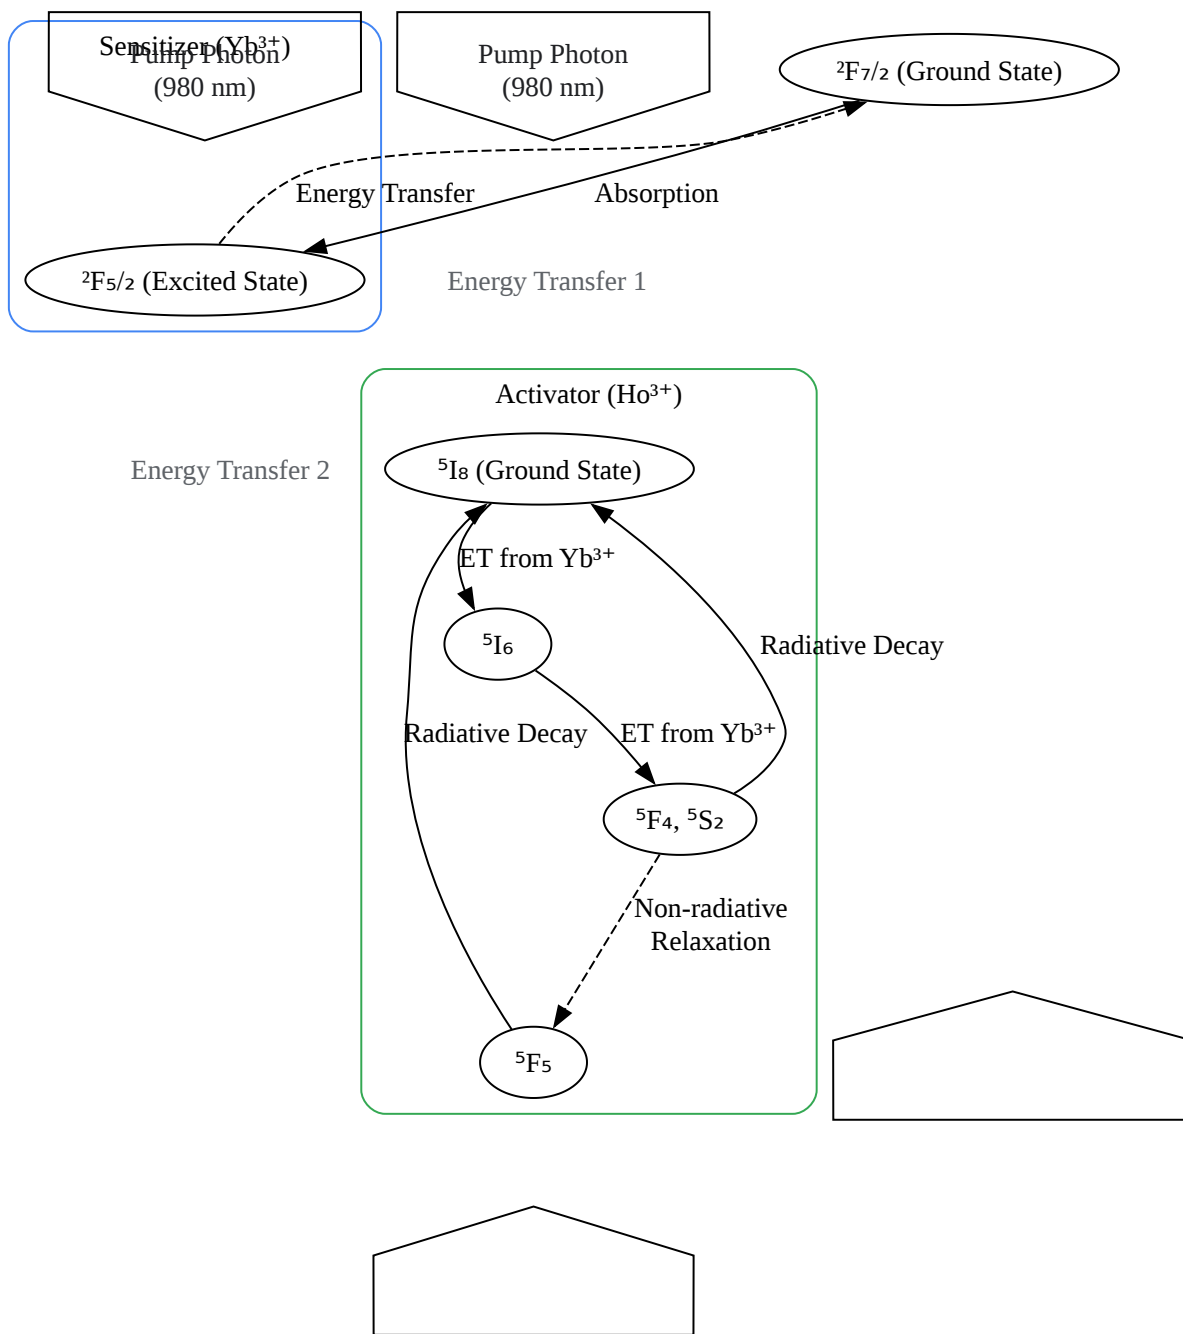 Sensitizer (Yb³⁺)
Pump Photon
(980 nm)
Pump Photon
(980 nm)
²F₇/₂ (Ground State)
Energy Transfer
Absorption
²F₅/₂ (Excited State)
Energy Transfer 1
Activator (Ho³⁺)
Energy Transfer 2
⁵I₈ (Ground State)
ET from Yb³⁺
⁵I₆
Radiative Decay
Radiative Decay
ET from Yb³⁺
⁵F₄, ⁵S₂
Non-radiative
Relaxation
⁵F₅